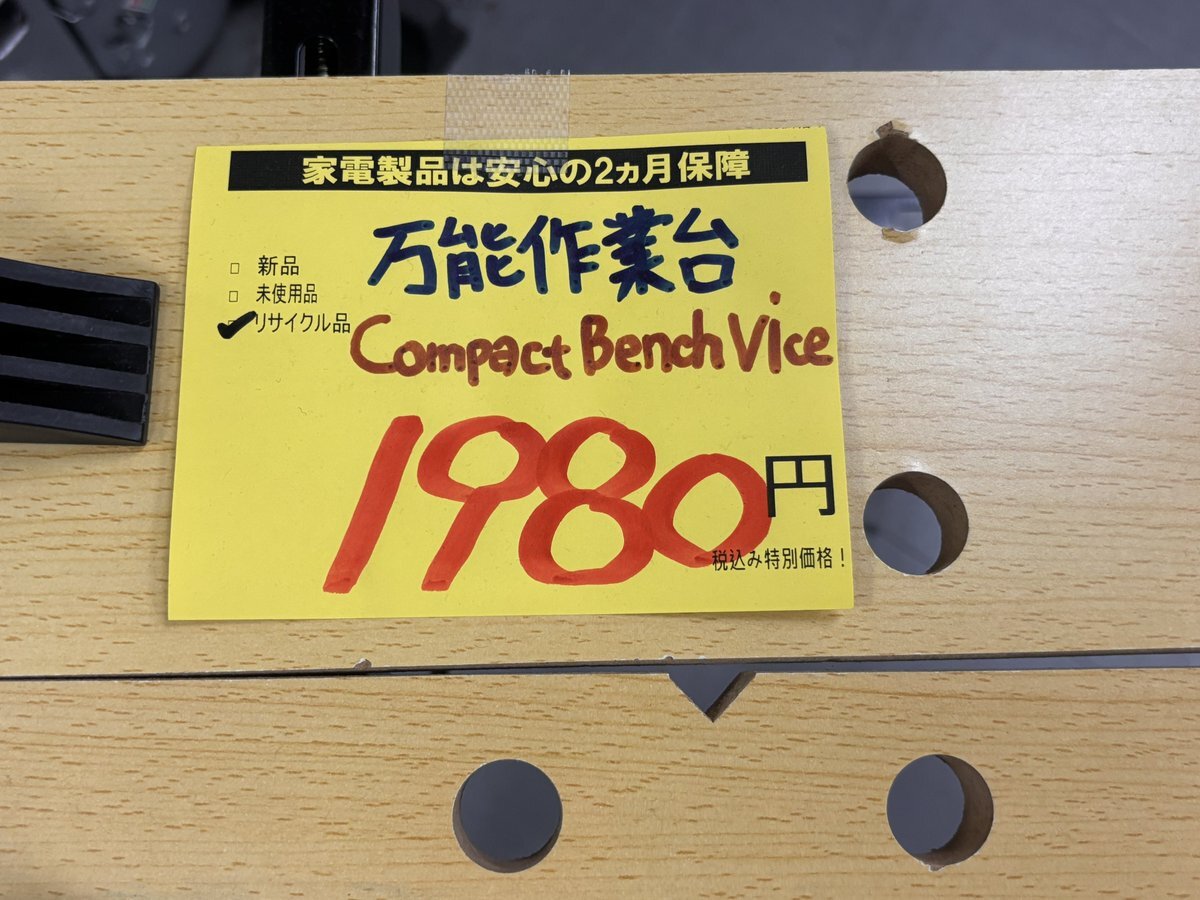 家電製品は安心の2ヵ月保障
万能作業台
□ 新品
□ 未使用品
リサイクル品
Compact Bench Vice
1980円
税込み特別価格！